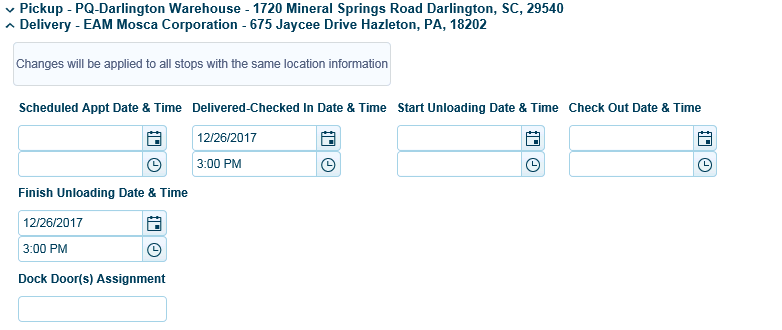 Pickup - PQ-Darlington Warehouse - 1720 Mineral Springs Road Darlington, SC, 29540
Delivery - EAM Mosca Corporation - 675 Jaycee Drive Hazleton, PA, 18202
Changes will be applied to all stops with the same location information
Scheduled Appt Date & Time Delivered-Checked In Date & Time Start Unloading Date & Time Check Out Date & Time
12/26/2017
3:00 PM
Finish Unloading Date & Time
12/26/2017
3:00 PM
Dock Door(s) Assignment